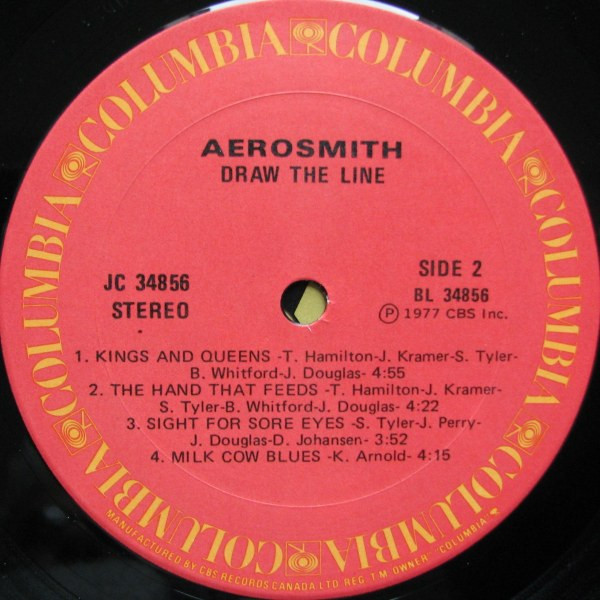 COLUMBIA COLUMBIA COLUMBIA COLUMBIA COLUMBIA COLUMBIA
AEROSMITH
DRAW THE LINE
JC 34856
STEREO
SIDE 2
BL 34856
Ⓟ 1977 CBS Inc.
1. KINGS AND QUEENS -T. Hamilton-J. Kramer-S. Tyler-
B. Whitford-J. Douglas- 4:55
2. THE HAND THAT FEEDS -T. Hamilton-J. Kramer-
S. Tyler-B. Whitford-J. Douglas- 4:22
3. SIGHT FOR SORE EYES -S. Tyler-J. Perry-
J. Douglas-D. Johansen- 3:52
4. MILK COW BLUES -K. Arnold- 4:15
MANUFACTURED BY CBS RECORDS CANADA LTD. REG. T.M. OWNER "COLUMBIA"